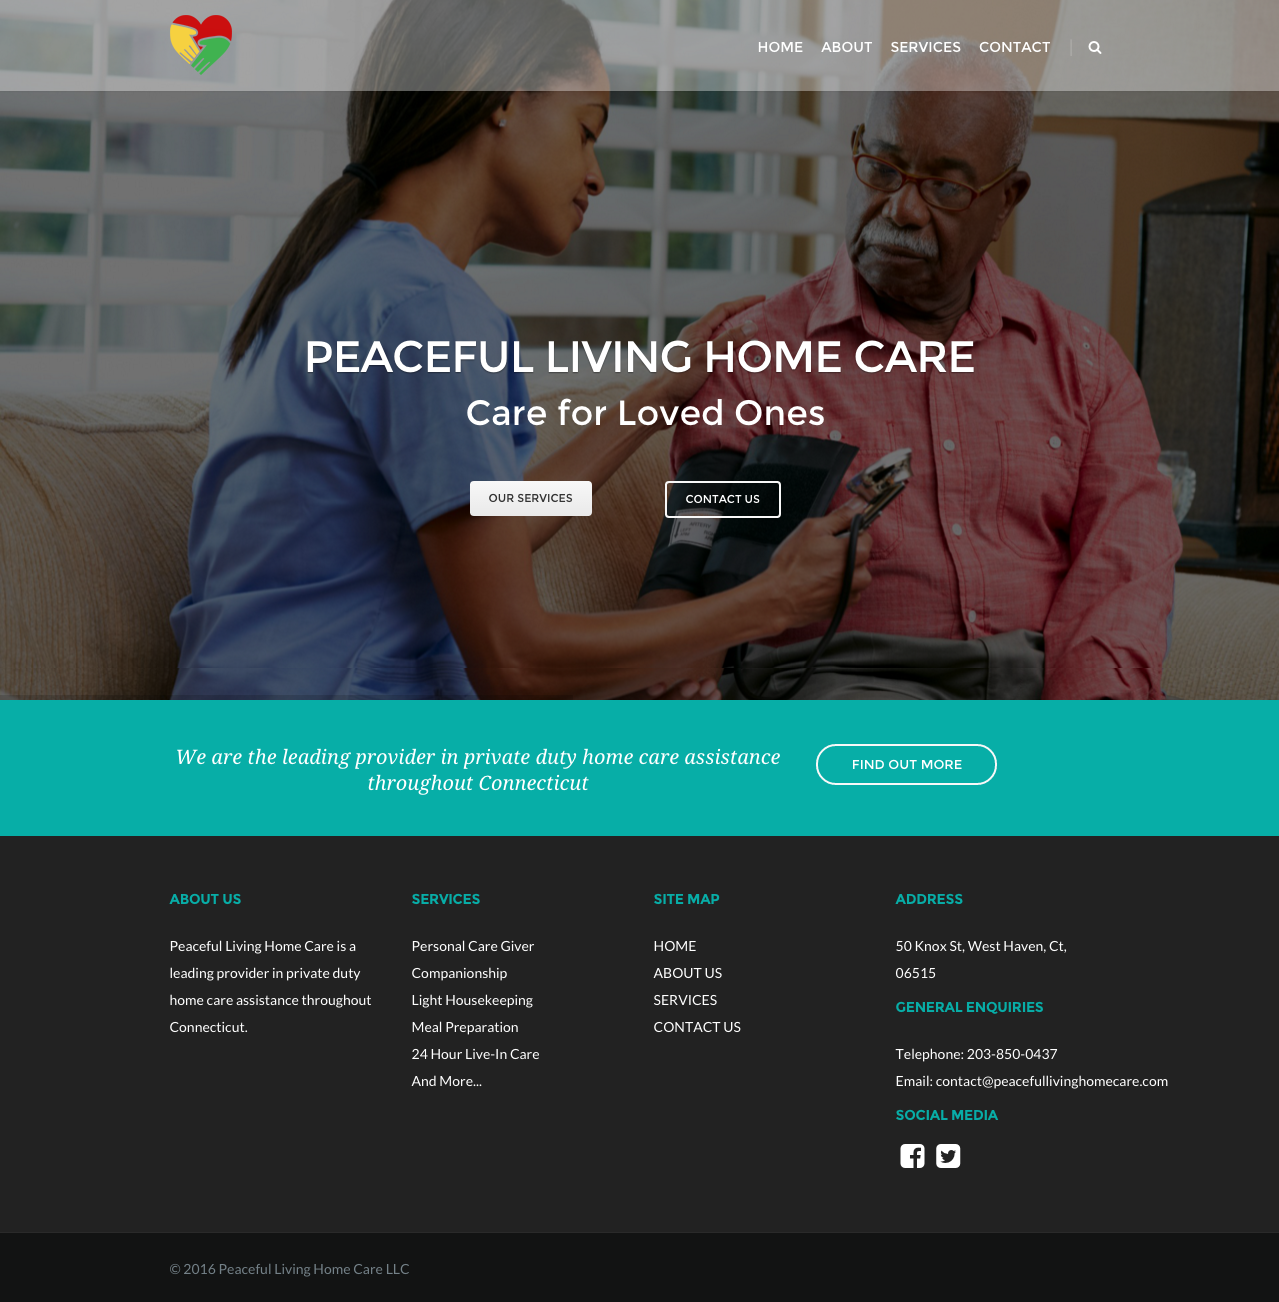 HOME ABOUT SERVICES CONTACT
PEACEFUL LIVING HOME CARE
Care for Loved Ones
OUR SERVICES
CONTACT US
We are the leading provider in private duty home care assistance
throughout Connecticut
FIND OUT MORE
ABOUT US
Peaceful Living Home Care is a
leading provider in private duty
home care assistance throughout
Connecticut.
SERVICES
Personal Care Giver
Companionship
Light Housekeeping
Meal Preparation
24 Hour Live-In Care
And More...
SITE MAP
HOME
ABOUT US
SERVICES
CONTACT US
ADDRESS
50 Knox St, West Haven, Ct,
06515
GENERAL ENQUIRIES
Telephone: 203-850-0437
Email: contact@peacefullivinghomecare.com
SOCIAL MEDIA
© 2016 Peaceful Living Home Care LLC